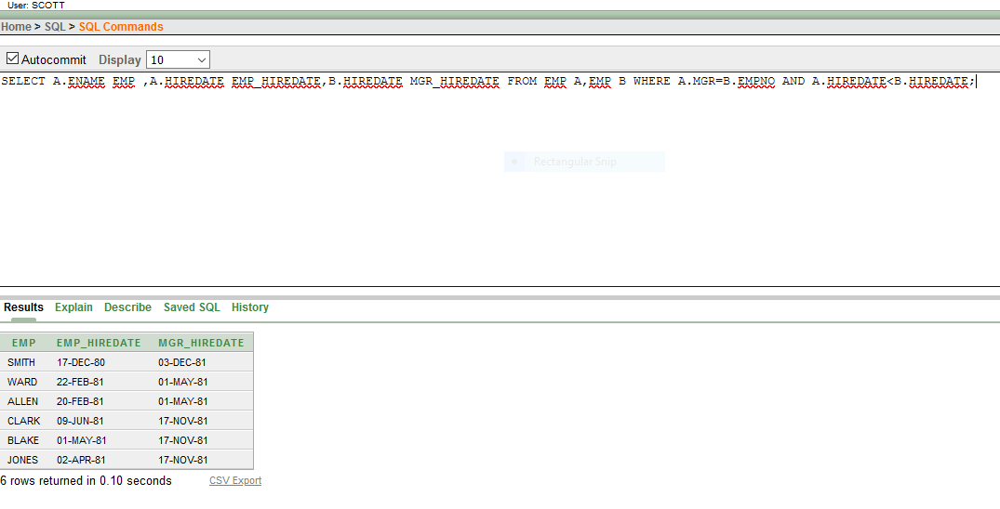 User: SCOTT
Home > SQL > SQL Commands
Autocommit Display 10
SELECT A.ENAME EMP ,A.HIREDATE EMP_HIREDATE,B.HIREDATE MGR_HIREDATE FROM EMP A,EMP B WHERE A.MGR=B.EMPNO AND A.HIREDATE<B.HIREDATE;
Rectangular Snip
Results Explain Describe Saved SQL History
EMP EMP_HIREDATE MGR_HIREDATE
SMITH 17-DEC-80 03-DEC-81
WARD 22-FEB-81 01-MAY-81
ALLEN 20-FEB-81 01-MAY-81
CLARK 09-JUN-81 17-NOV-81
BLAKE 01-MAY-81 17-NOV-81
JONES 02-APR-81 17-NOV-81
6 rows returned in 0.10 seconds CSV Export